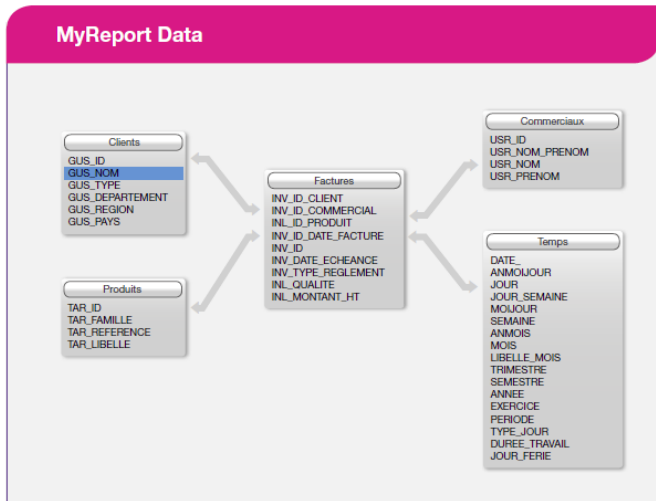 MyReport Data
Clients
GUS_ID
GUS_NOM
GUS_TYPE
GUS_DEPARTEMENT
GUS_REGION
GUS_PAYS
Produits
TAR_ID
TAR_FAMILLE
TAR_REFERENCE
TAR_LIBELLE
Factures
INV_ID_CLIENT
INV_ID_COMMERCIAL
INL_ID_PRODUIT
INV_ID_DATE_FACTURE
INV_ID
INV_DATE_ECHEANCE
INV_TYPE_REGLEMENT
INL_QUALITE
INL_MONTANT_HT
Commerciaux
USR_ID
USR_NOM_PRENOM
USR_NOM
USR_PRENOM
Temps
DATE_
ANMOIJOUR
JOUR
JOUR_SEMAINE
MOIJOUR
SEMAINE
ANMOIS
MOIS
LIBELLE_MOIS
TRIMESTRE
SEMESTRE
ANNEE
EXERCICE
PERIODE
TYPE_JOUR
DUREE_TRAVAIL
JOUR_FERIE